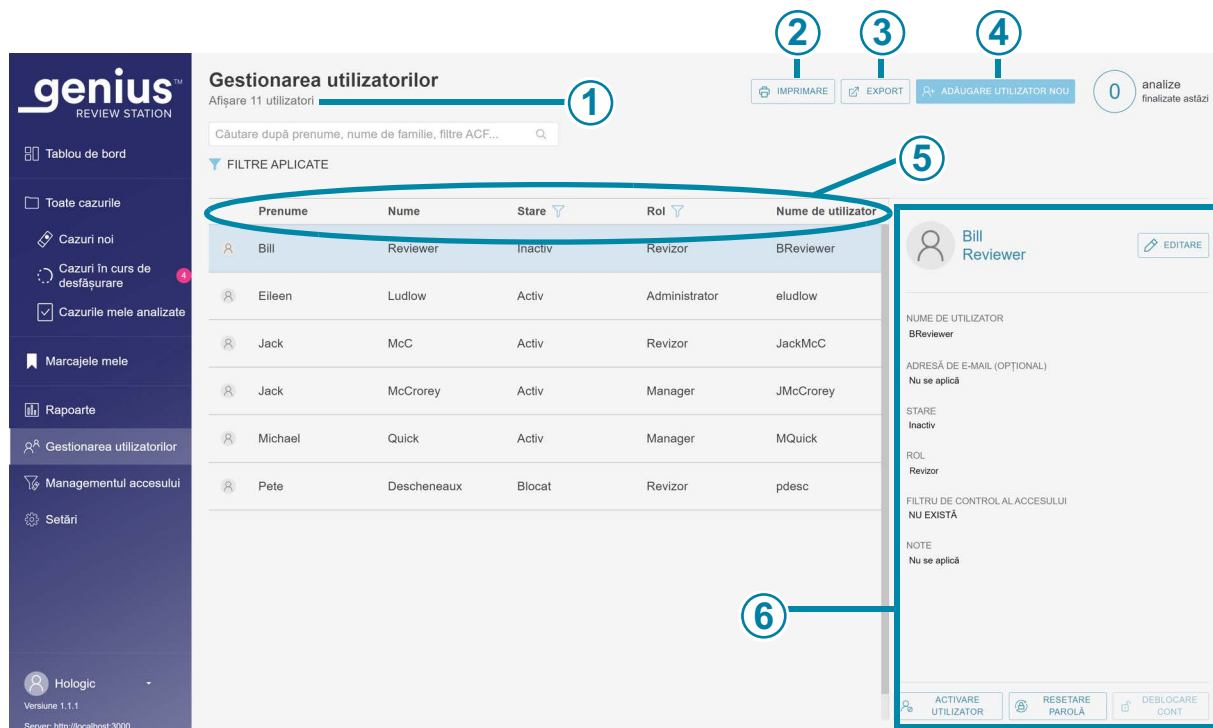 2
3
4
genius™
REVIEW STATION
Gestionarea utilizatorilor
Afișare 11 utilizatori
1
IMPRIMARE
EXPORT
ADĂUGARE UTILIZATOR NOU
0
analize
finalizate astăzi
Căutare după prenume, nume de familie, filtre ACF...
FILTRE APLICATE
5
Tablou de bord
Toate cazurile
Cazuri noi
Cazuri în curs de
desfășurare
4
Cazurile mele analizate
Marcajele mele
Rapoarte
Gestionarea utilizatorilor
Managementul accesului
Setări
Prenume Nume Stare Rol Nume de utilizator
Bill Reviewer Inactiv Revizor BReviewer
Eileen Ludlow Activ Administrator eludlow
Jack McC Activ Revizor JackMcC
Jack McCrorey Activ Manager JMcCrorey
Michael Quick Activ Manager MQuick
Pete Descheneaux Blocat Revizor pdesc
Bill
Reviewer
EDITARE
NUME DE UTILIZATOR
BReviewer
ADRESĂ DE E-MAIL (OPȚIONAL)
Nu se aplică
STARE
Inactiv
ROL
Revizor
FILTRU DE CONTROL AL ACCESULUI
NU EXISTĂ
NOTE
Nu se aplică
6
ACTIVARE
UTILIZATOR
RESETARE
PAROLĂ
DEBLOCARE
CONT
Hologic
Versiune 1.1.1
Server: http://localhost:3000